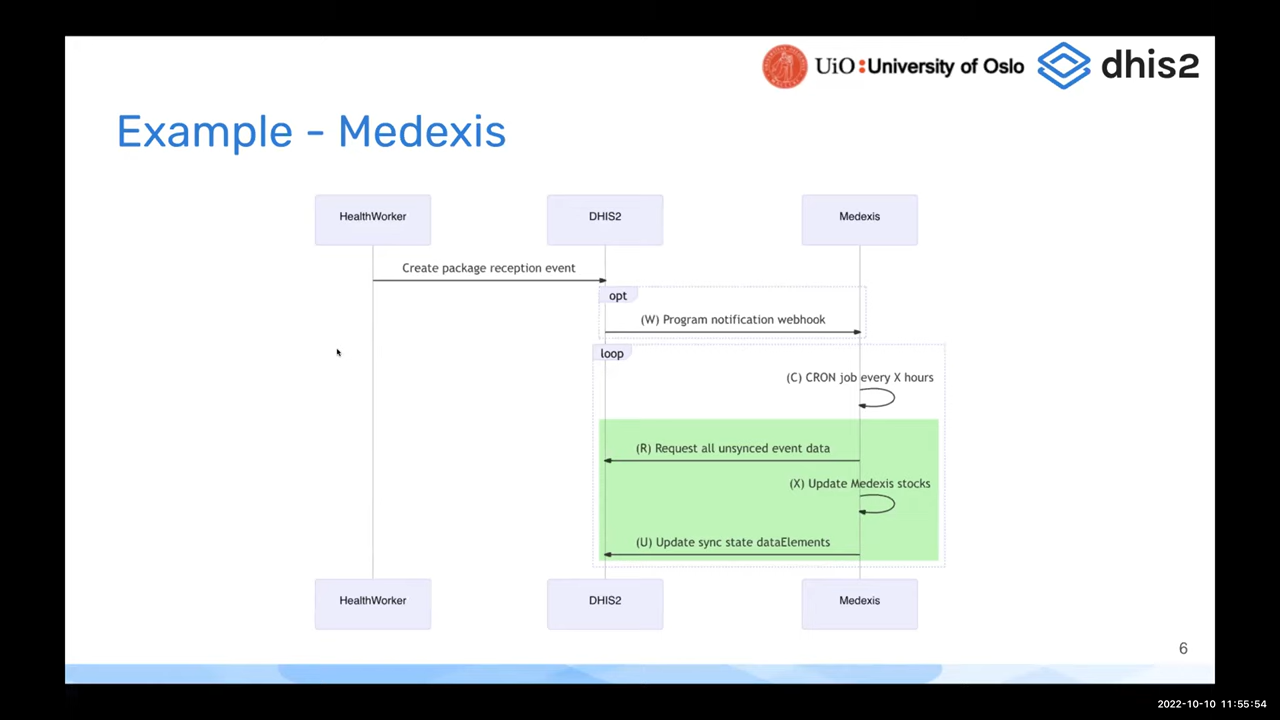 UiO:University of Oslo
dhis2
Example - Medexis
HealthWorker
DHIS2
Medexis
Create package reception event
opt
(W) Program notification webhook
loop
(C) CRON job every X hours
(R) Request all unsynced event data
(X) Update Medexis stocks
(U) Update sync state dataElements
HealthWorker
DHIS2
Medexis
6
2022-10-10 11:55:54